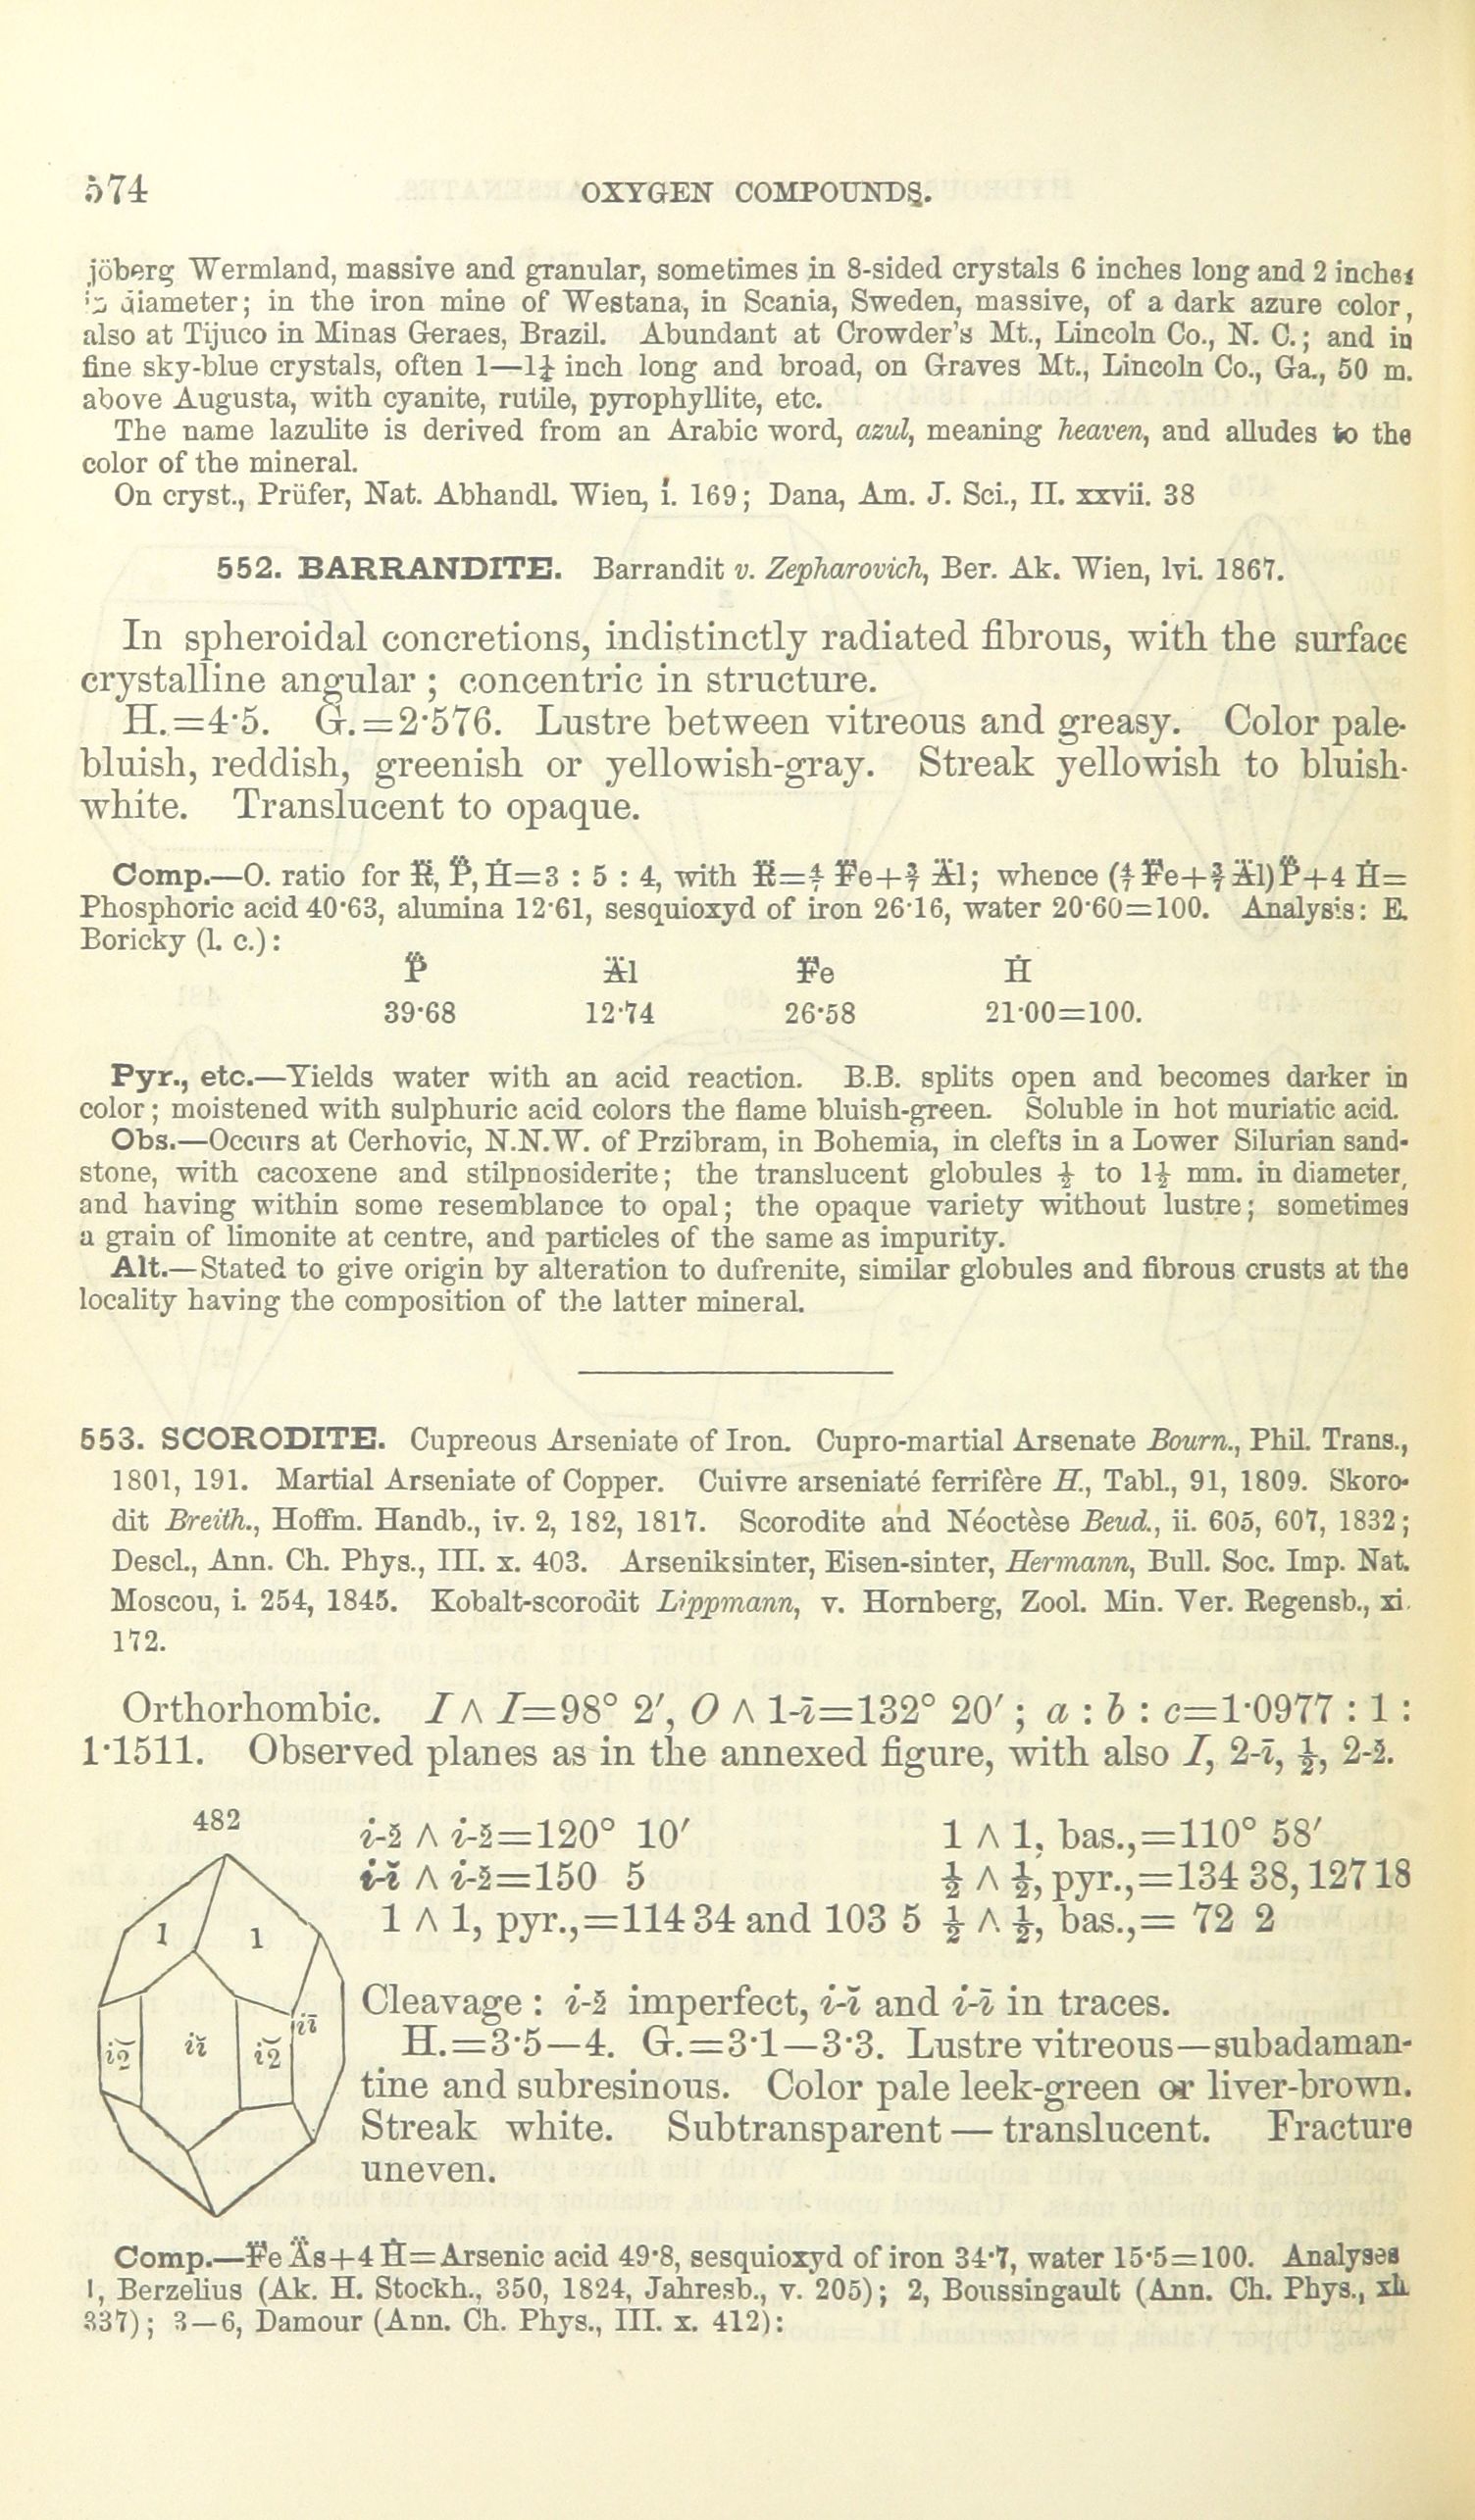 574 OXYGEN COMPOUNDS.
jöberg Wermland, massive and granular, sometimes in 8-sided crystals 6 inches long and 2 inches
in diameter; in the iron mine of Westana, in Scania, Sweden, massive, of a dark azure color,
also at Tijuco in Minas Geraes, Brazil. Abundant at Crowder's Mt., Lincoln Co., N. C.; and in
fine sky-blue crystals, often 1—1¼ inch long and broad, on Graves Mt., Lincoln Co., Ga., 50 m.
above Augusta, with cyanite, rutile, pyrophyllite, etc.
The name lazulite is derived from an Arabic word, azul, meaning heaven, and alludes to the
color of the mineral.
On cryst., Prüfer, Nat. Abhandl. Wien, i. 169; Dana, Am. J. Sci., II. xxvii. 38
552. BARRANDITE. Barrandit v. Zepharovich, Ber. Ak. Wien, lvi. 1867.
In spheroidal concretions, indistinctly radiated fibrous, with the surface
crystalline angular; concentric in structure.
H.=4·5. G.=2·576. Lustre between vitreous and greasy. Color pale-
bluish, reddish, greenish or yellowish-gray. Streak yellowish to bluish-
white. Translucent to opaque.
Comp.—O. ratio for R̈, P̈, Ḣ=3 : 5 : 4, with R̈=4/7 F̈e+3/7 Äl; whence (4/7 F̈e+3/7 Äl)P̈+4 Ḣ=
Phosphoric acid 40·63, alumina 12·61, sesquioxyd of iron 26·16, water 20·60=100. Analysis: E.
Boricky (l. c.):
P̈ Äl F̈e Ḣ
39·68 12·74 26·58 21·00=100.
Pyr., etc.—Yields water with an acid reaction. B.B. splits open and becomes darker in
color; moistened with sulphuric acid colors the flame bluish-green. Soluble in hot muriatic acid.
Obs.—Occurs at Cerhovic, N.N.W. of Przibram, in Bohemia, in clefts in a Lower Silurian sand-
stone, with cacoxene and stilpnosiderite; the translucent globules ½ to 1½ mm. in diameter,
and having within some resemblance to opal; the opaque variety without lustre; sometimes
a grain of limonite at centre, and particles of the same as impurity.
Alt.—Stated to give origin by alteration to dufrenite, similar globules and fibrous crusts at the
locality having the composition of the latter mineral.
553. SCORODITE. Cupreous Arseniate of Iron. Cupro-martial Arsenate Bourn., Phil. Trans.,
1801, 191. Martial Arseniate of Copper. Cuivre arseniaté ferrifère H., Tabl., 91, 1809. Skoro-
dit Breith., Hoffm. Handb., iv. 2, 182, 1817. Scorodite and Néoctèse Beud., ii. 605, 607, 1832;
Descl., Ann. Ch. Phys., III. x. 403. Arseniksinter, Eisen-sinter, Hermann, Bull. Soc. Imp. Nat.
Moscou, i. 254, 1845. Kobalt-scorodit Lippmann, v. Hornberg, Zool. Min. Ver. Regensb., xi.
172.
Orthorhombic. I ∧ I=98° 2′, O ∧ 1-ī=132° 20′; a : b : c=1·0977 : 1 :
1·1511. Observed planes as in the annexed figure, with also I, 2-ī, ½, 2-2̆.
482
i-2̆ ∧ i-2̆=120° 10′ 1 ∧ 1, bas.,=110° 58′
i-ĭ ∧ i-2̆=150 5 ½ ∧ ½, pyr.,=134 38, 127 18
1 ∧ 1, pyr.,=114 34 and 103 5 ½ ∧ ½, bas.,= 72 2
1 1
i2̆ iĭ i2̆ iī
Cleavage: i-2̆ imperfect, i-ĭ and i-ī in traces.
H.=3·5—4. G.=3·1—3·3. Lustre vitreous—subadaman-
tine and subresinous. Color pale leek-green or liver-brown.
Streak white. Subtransparent — translucent. Fracture
uneven.
Comp.—F̈e Äs+4 Ḣ=Arsenic acid 49·8, sesquioxyd of iron 34·7, water 15·5=100. Analyses
1, Berzelius (Ak. H. Stockh., 350, 1824, Jahresb., v. 205); 2, Boussingault (Ann. Ch. Phys., xli.
337); 3—6, Damour (Ann. Ch. Phys., III. x. 412):